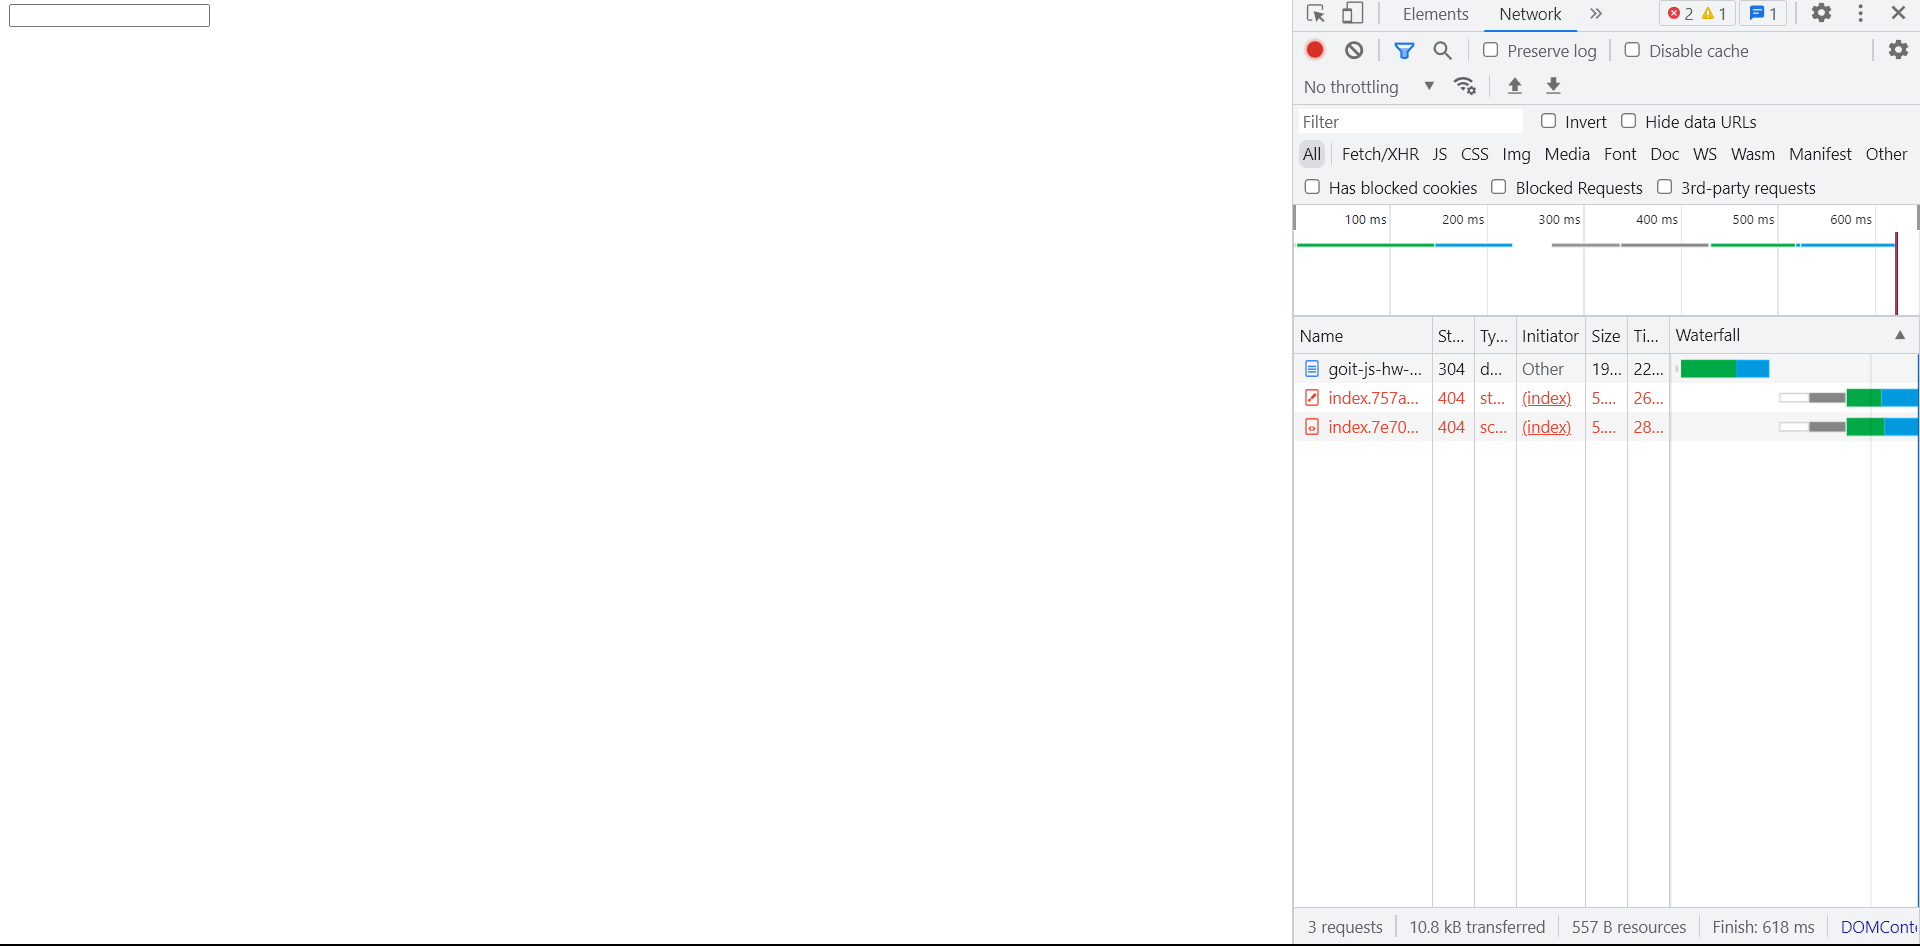 Elements Network 2 1 1
Preserve log Disable cache
No throttling
Filter Invert Hide data URLs
All Fetch/XHR JS CSS Img Media Font Doc WS Wasm Manifest Other
Has blocked cookies Blocked Requests 3rd-party requests
100 ms 200 ms 300 ms 400 ms 500 ms 600 ms
Name St... Ty... Initiator Size Ti... Waterfall
goit-js-hw-... 304 d... Other 19... 22...
index.757a... 404 st... (index) 5.... 26...
index.7e70... 404 sc... (index) 5.... 28...
3 requests 10.8 kB transferred 557 B resources Finish: 618 ms DOMConte